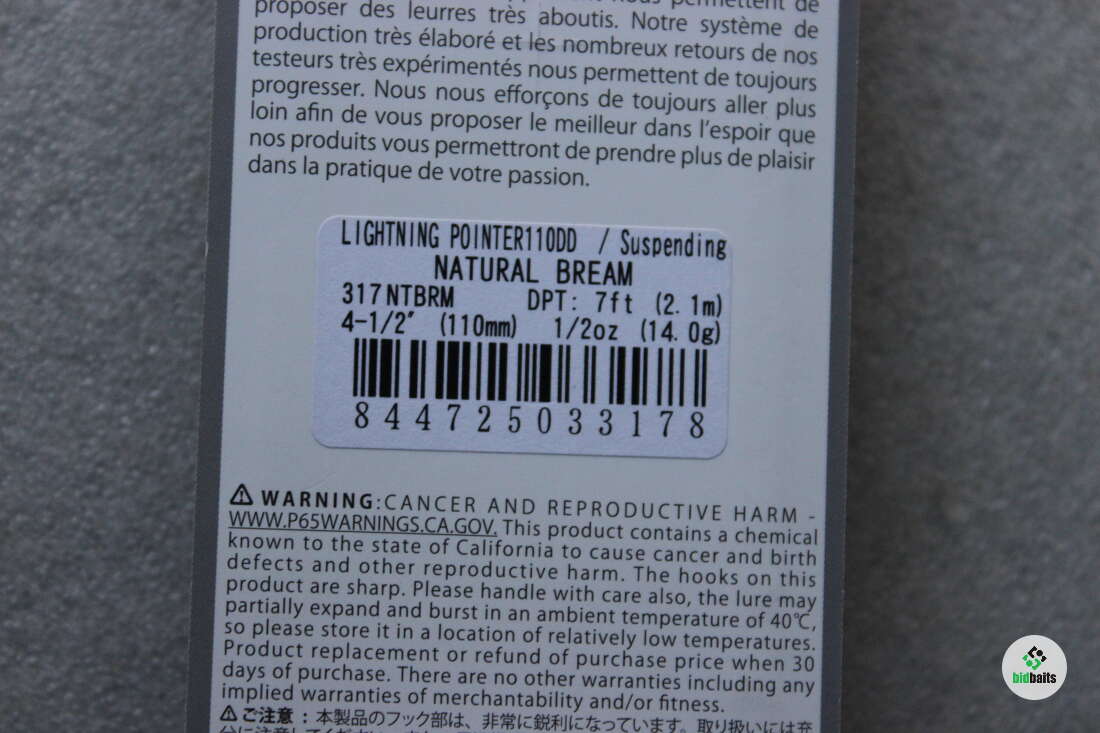 nous permettent de
proposer des leurres très aboutis. Notre système de
production très élaboré et les nombreux retours de nos
testeurs très expérimentés nous permettent de toujours
progresser. Nous nous efforçons de toujours aller plus
loin afin de vous proposer le meilleur dans l'espoir que
nos produits vous permettront de prendre plus de plaisir
dans la pratique de votre passion.
LIGHTNING POINTER110DD / Suspending
NATURAL BREAM
317NTBRM DPT: 7ft (2.1m)
4-1/2" (110mm) 1/2oz (14.0g)
844725033178
⚠ WARNING:CANCER AND REPRODUCTIVE HARM -
WWW.P65WARNINGS.CA.GOV. This product contains a chemical
known to the state of California to cause cancer and birth
defects and other reproductive harm. The hooks on this
product are sharp. Please handle with care also, the lure may
partially expand and burst in an ambient temperature of 40℃,
so please store it in a location of relatively low temperatures.
Product replacement or refund of purchase price when 30
days of purchase. There are no other warranties including any
implied warranties of merchantability and/or fitness.
⚠ご注意：本製品のフック部は、非常に鋭利になっています。取り扱いには充
bidbaits